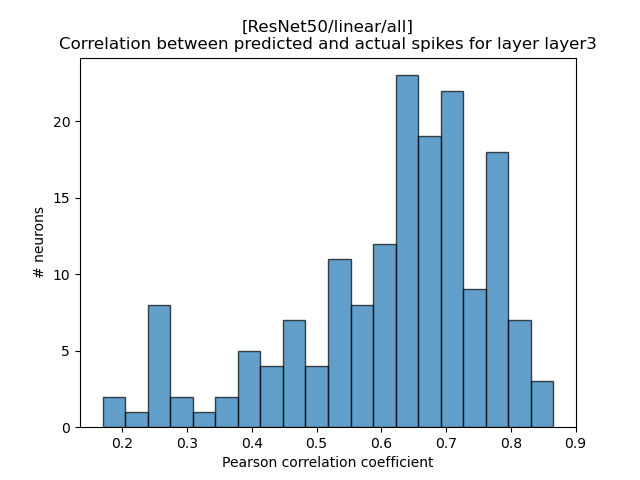 [ResNet50/linear/all]
Correlation between predicted and actual spikes for layer layer3
# neurons
20
15
10
5
0
0.2 0.3 0.4 0.5 0.6 0.7 0.8 0.9
Pearson correlation coefficient